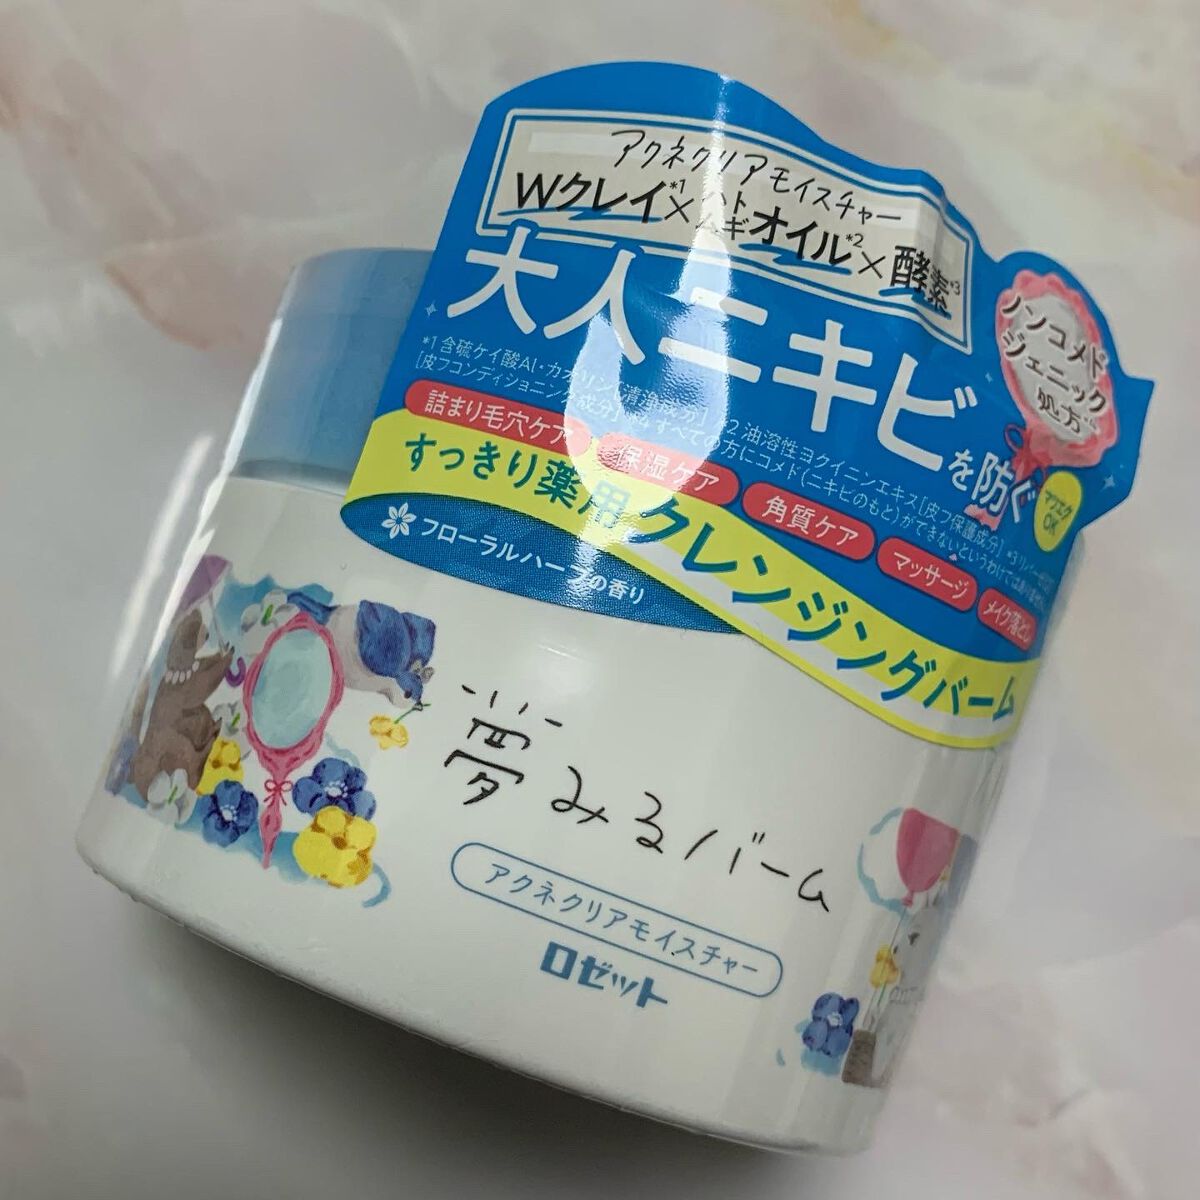 アクネクリアモイスチャー
Wクレイ*1×ハトムギオイル*2×酵素*3
大人ニキビを防ぐ
ノンコメド
ジェニック
処方*4
*1 含硫ケイ酸Al・カオリン[清浄成分] *2 油溶性ヨクイニンエキス[皮フ保護成分] *3
[皮フコンディショニング成分] *4 すべての方にコメド(ニキビのもと)ができないというわけでは
詰まり毛穴ケア
保湿ケア
角質ケア
マッサージ
メイク落とし
マツエク
OK
すっきり薬用クレンジングバーム
フローラルハーブの香り
夢みるバーム
アクネクリアモイスチャー
ロゼット